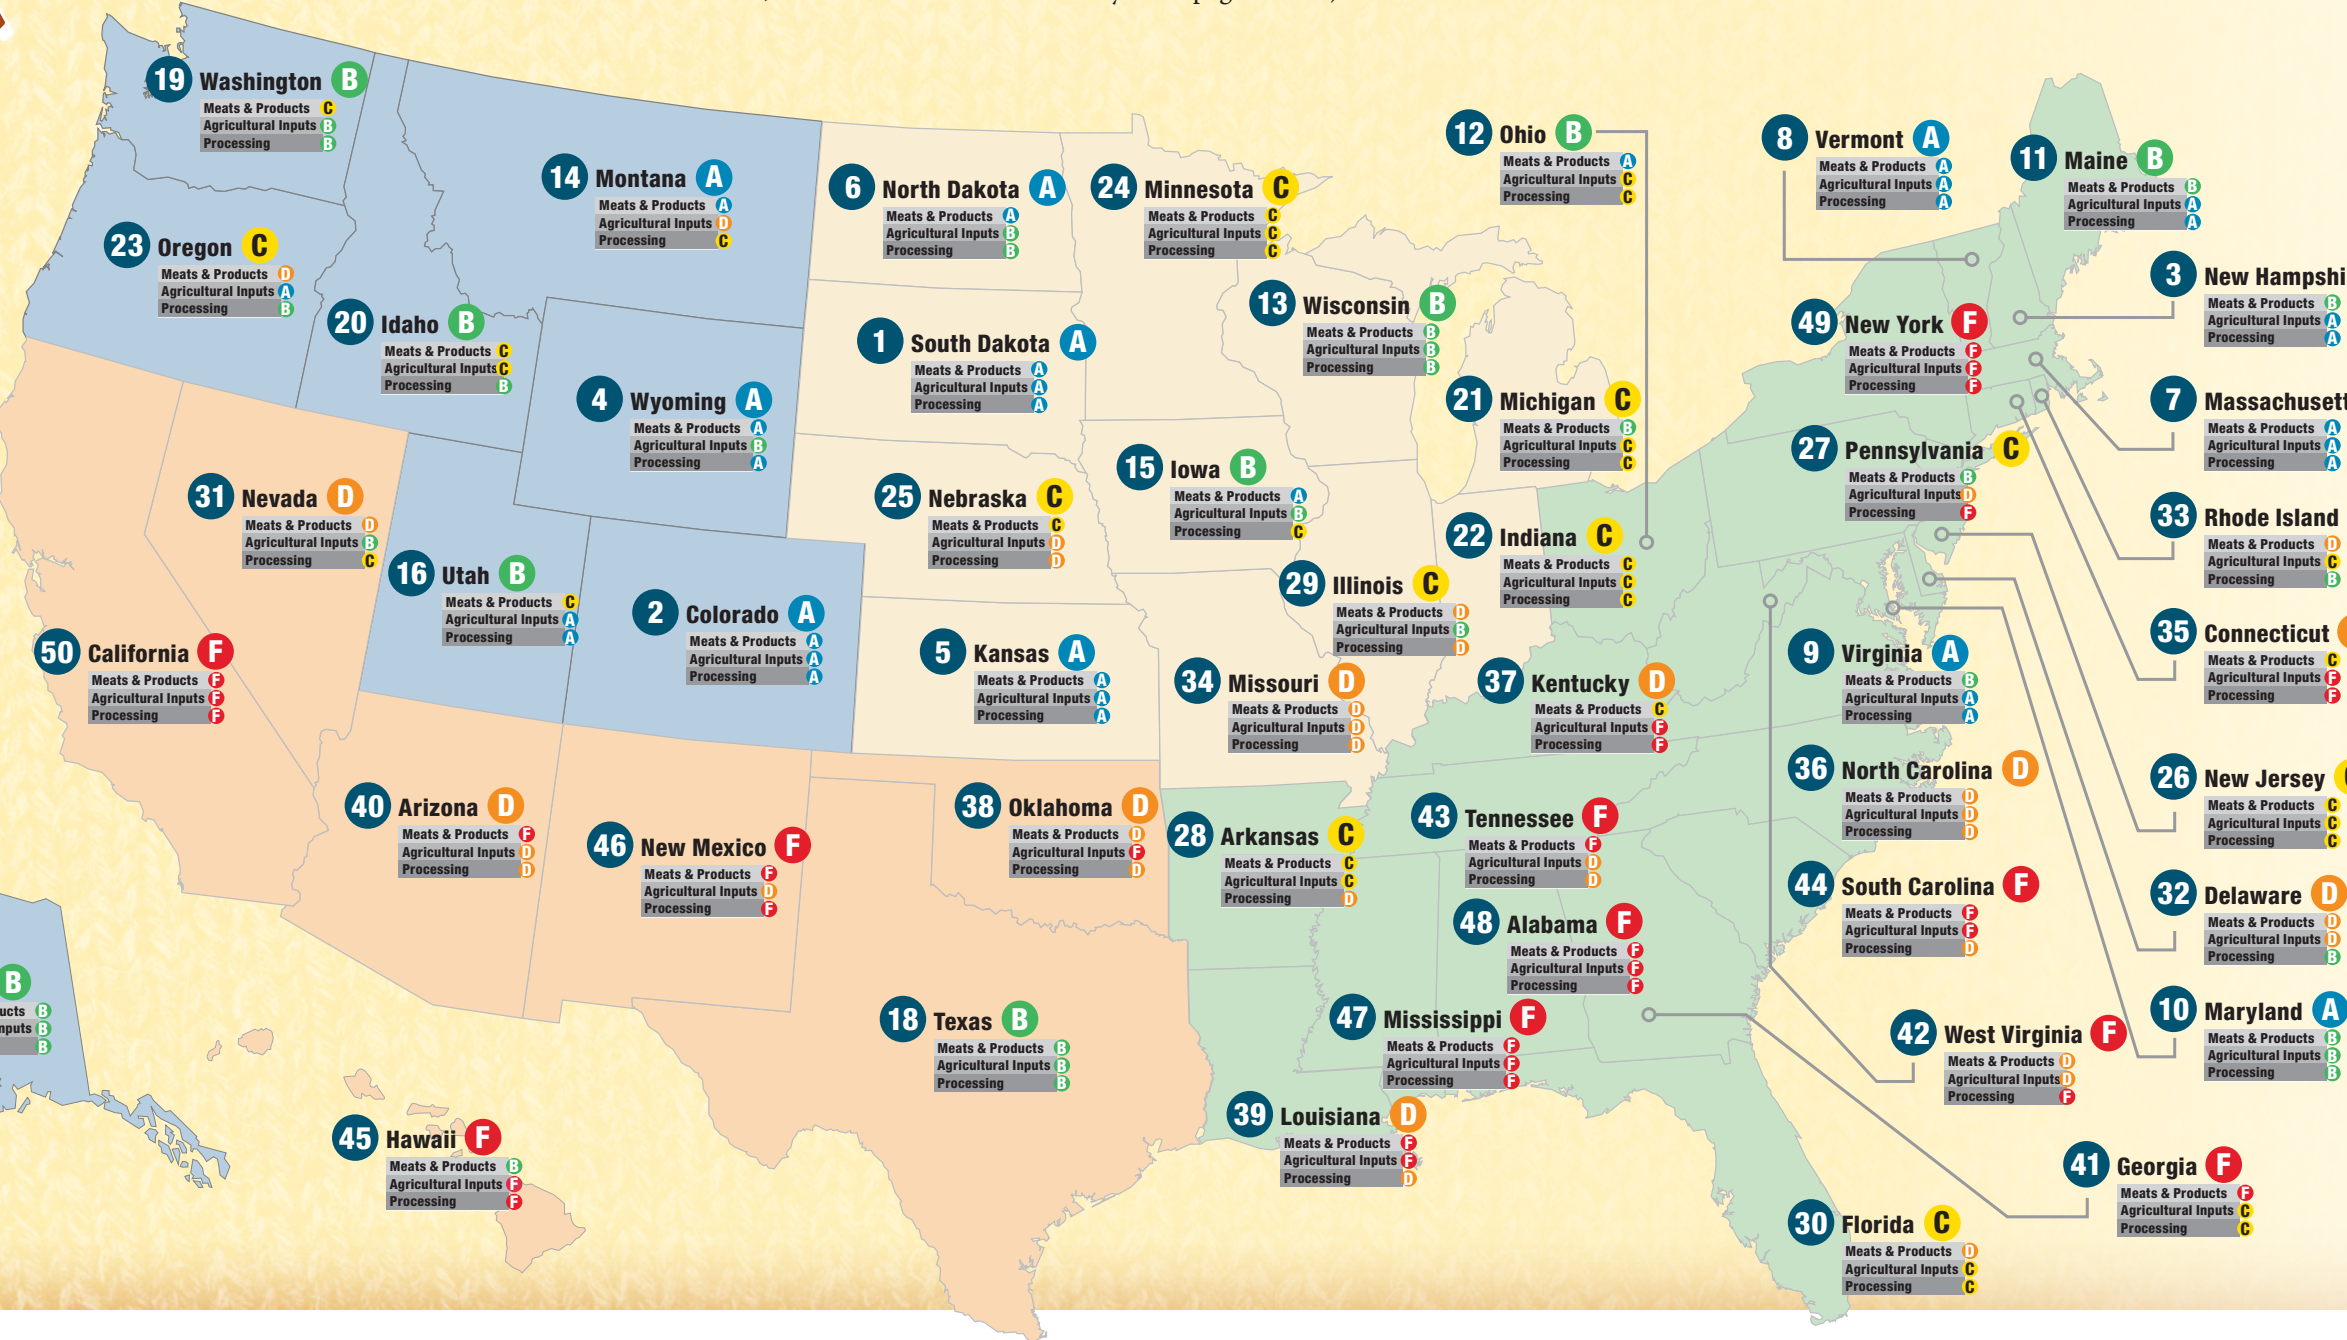 19 Washington B
Meats & Products C
Agricultural Inputs B
Processing B
23 Oregon C
Meats & Products D
Agricultural Inputs A
Processing B
20 Idaho B
Meats & Products C
Agricultural Inputs C
Processing B
14 Montana A
Meats & Products A
Agricultural Inputs D
Processing C
4 Wyoming A
Meats & Products A
Agricultural Inputs B
Processing A
31 Nevada D
Meats & Products D
Agricultural Inputs B
Processing C
16 Utah B
Meats & Products C
Agricultural Inputs A
Processing A
2 Colorado A
Meats & Products A
Agricultural Inputs A
Processing A
50 California F
Meats & Products F
Agricultural Inputs F
Processing F
40 Arizona D
Meats & Products F
Agricultural Inputs D
Processing D
46 New Mexico F
Meats & Products F
Agricultural Inputs D
Processing F
B
ucts B
nputs B
B
45 Hawaii F
Meats & Products B
Agricultural Inputs F
Processing F
6 North Dakota A
Meats & Products A
Agricultural Inputs B
Processing B
24 Minnesota C
Meats & Products C
Agricultural Inputs C
Processing C
1 South Dakota A
Meats & Products A
Agricultural Inputs A
Processing A
13 Wisconsin B
Meats & Products B
Agricultural Inputs B
Processing B
25 Nebraska C
Meats & Products C
Agricultural Inputs D
Processing D
15 Iowa B
Meats & Products A
Agricultural Inputs B
Processing C
5 Kansas A
Meats & Products A
Agricultural Inputs A
Processing A
29 Illinois C
Meats & Products D
Agricultural Inputs B
Processing D
34 Missouri D
Meats & Products D
Agricultural Inputs D
Processing D
38 Oklahoma D
Meats & Products D
Agricultural Inputs F
Processing D
18 Texas B
Meats & Products B
Agricultural Inputs B
Processing B
28 Arkansas C
Meats & Products C
Agricultural Inputs C
Processing D
39 Louisiana D
Meats & Products F
Agricultural Inputs F
Processing D
12 Ohio B
Meats & Products A
Agricultural Inputs C
Processing C
21 Michigan C
Meats & Products B
Agricultural Inputs C
Processing C
22 Indiana C
Meats & Products C
Agricultural Inputs C
Processing C
37 Kentucky D
Meats & Products C
Agricultural Inputs F
Processing F
43 Tennessee F
Meats & Products F
Agricultural Inputs D
Processing D
48 Alabama F
Meats & Products F
Agricultural Inputs F
Processing F
47 Mississippi F
Meats & Products F
Agricultural Inputs F
Processing F
8 Vermont A
Meats & Products A
Agricultural Inputs A
Processing A
11 Maine B
Meats & Products B
Agricultural Inputs A
Processing A
49 New York F
Meats & Products F
Agricultural Inputs F
Processing F
27 Pennsylvania C
Meats & Products B
Agricultural Inputs D
Processing F
9 Virginia A
Meats & Products B
Agricultural Inputs A
Processing A
36 North Carolina D
Meats & Products D
Agricultural Inputs D
Processing D
44 South Carolina F
Meats & Products F
Agricultural Inputs F
Processing D
42 West Virginia F
Meats & Products D
Agricultural Inputs D
Processing F
30 Florida C
Meats & Products D
Agricultural Inputs C
Processing C
41 Georgia F
Meats & Products F
Agricultural Inputs C
Processing C
3 New Hampshi
Meats & Products B
Agricultural Inputs A
Processing A
7 Massachusett
Meats & Products A
Agricultural Inputs A
Processing A
33 Rhode Island
Meats & Products D
Agricultural Inputs C
Processing B
35 Connecticut
Meats & Products C
Agricultural Inputs F
Processing F
26 New Jersey
Meats & Products C
Agricultural Inputs C
Processing C
32 Delaware D
Meats & Products D
Agricultural Inputs D
Processing B
10 Maryland A
Meats & Products B
Agricultural Inputs B
Processing B